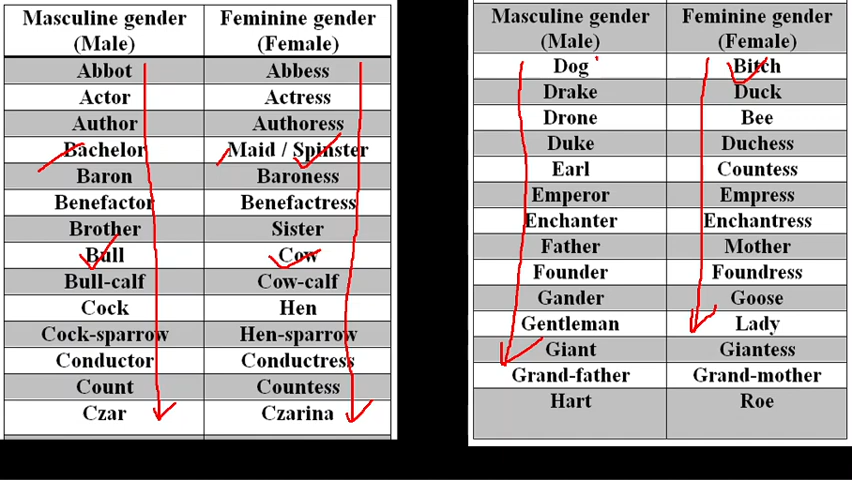 Masculine gender Feminine gender
(Male) (Female)
Abbot Abbess
Actor Actress
Author Authoress
Bachelor Maid / Spinster
Baron Baroness
Benefactor Benefactress
Brother Sister
Bull Cow
Bull-calf Cow-calf
Cock Hen
Cock-sparrow Hen-sparrow
Conductor Conductress
Count Countess
Czar Czarina
Masculine gender Feminine gender
(Male) (Female)
Dog Bitch
Drake Duck
Drone Bee
Duke Duchess
Earl Countess
Emperor Empress
Enchanter Enchantress
Father Mother
Founder Foundress
Gander Goose
Gentleman Lady
Giant Giantess
Grand-father Grand-mother
Hart Roe